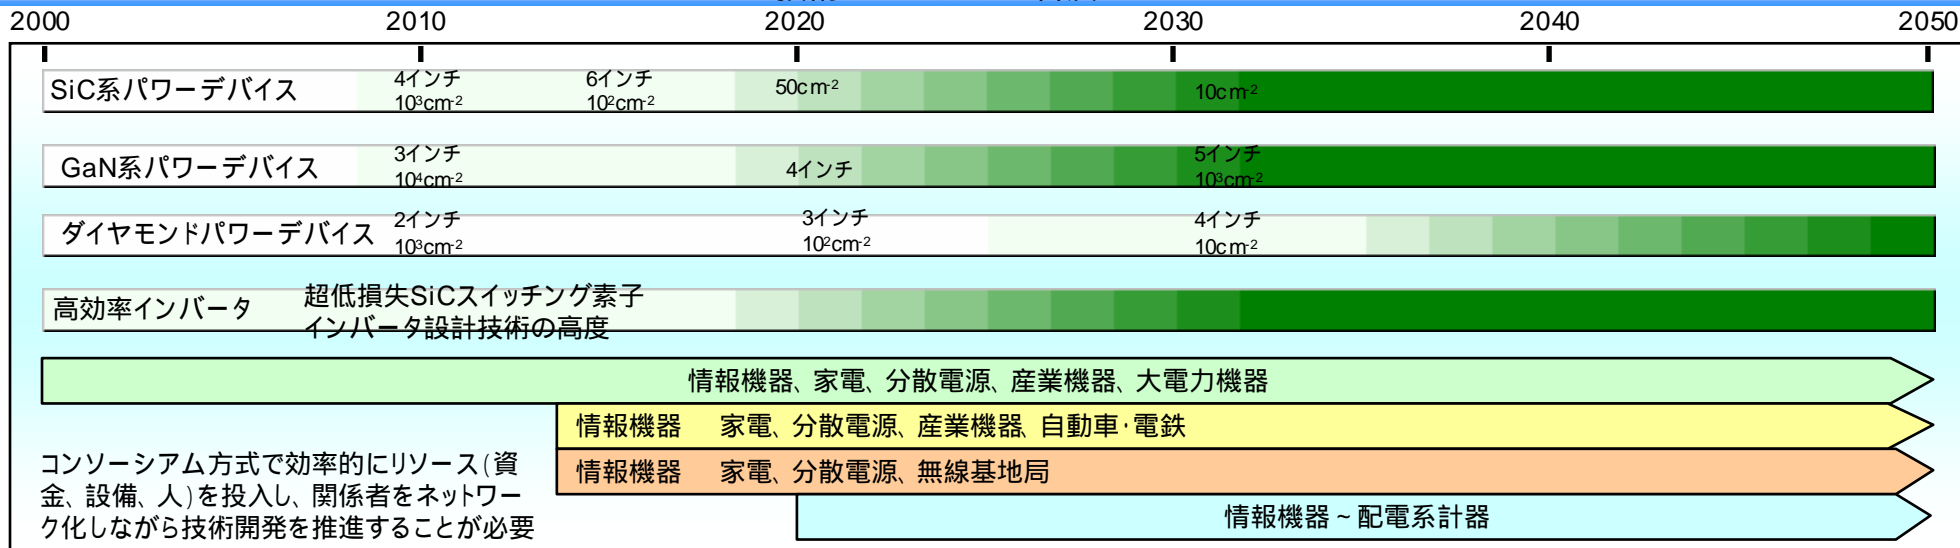 2000 2010 2020 2030 2040 2050
SiC系パワーデバイス 4インチ 6インチ 50cm-2 10cm-2
10³cm-2 10²cm-2
GaN系パワーデバイス 3インチ 4インチ 5インチ
10⁴cm-2 10³cm-2
ダイヤモンドパワーデバイス 2インチ 3インチ 4インチ
10³cm-2 10²cm-2 10cm-2
高効率インバータ 超低損失SiCスイッチング素子
インバータ設計技術の高度
情報機器、家電、分散電源、産業機器、大電力機器
情報機器 家電、分散電源、産業機器、自動車・電鉄
情報機器 家電、分散電源、無線基地局
情報機器~配電系計器
コンソーシアム方式で効率的にリソース(資
金、設備、人)を投入し、関係者をネットワー
ク化しながら技術開発を推進することが必要